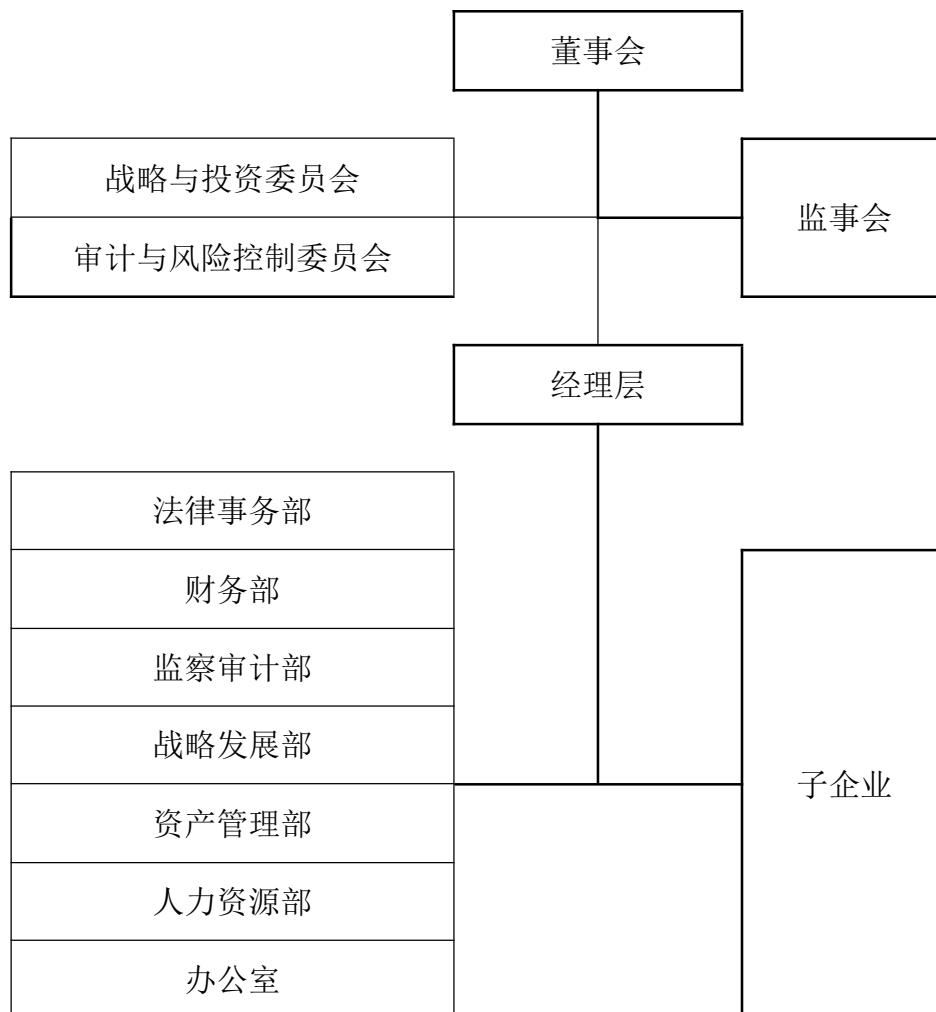 董事会
战略与投资委员会
监事会
审计与风险控制委员会
经理层
法律事务部
财务部
监察审计部
战略发展部
子企业
资产管理部
人力资源部
办公室